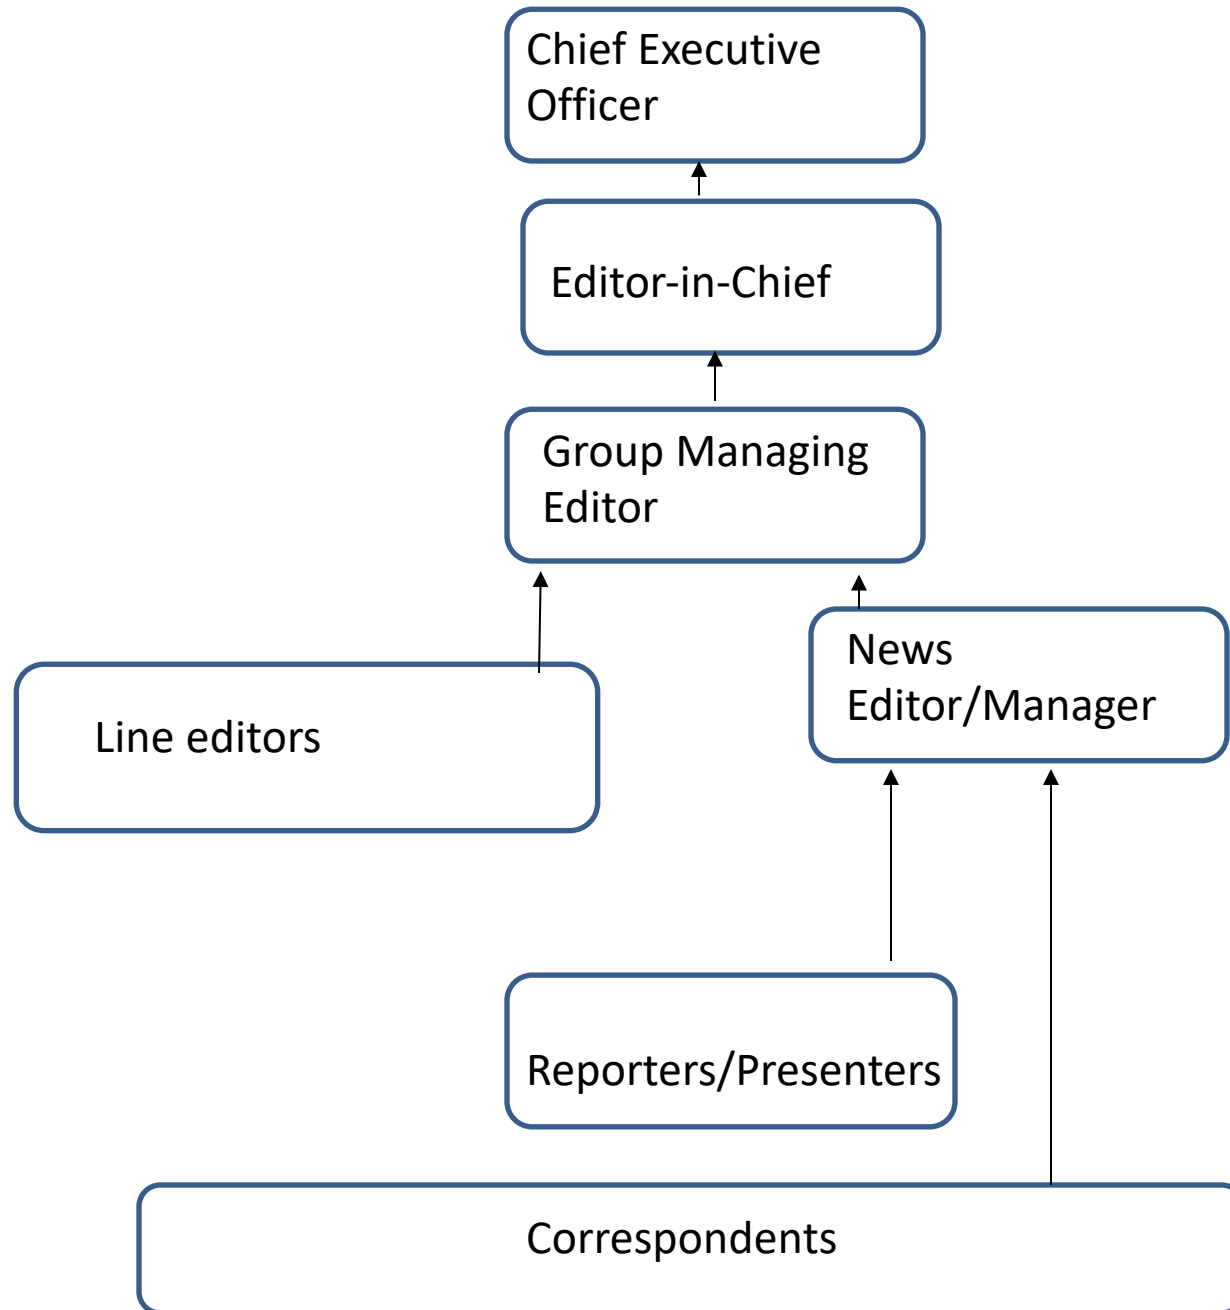 Chief Executive
Officer
Editor-in-Chief
Group Managing
Editor
News
Editor/Manager
Line editors
Reporters/Presenters
Correspondents